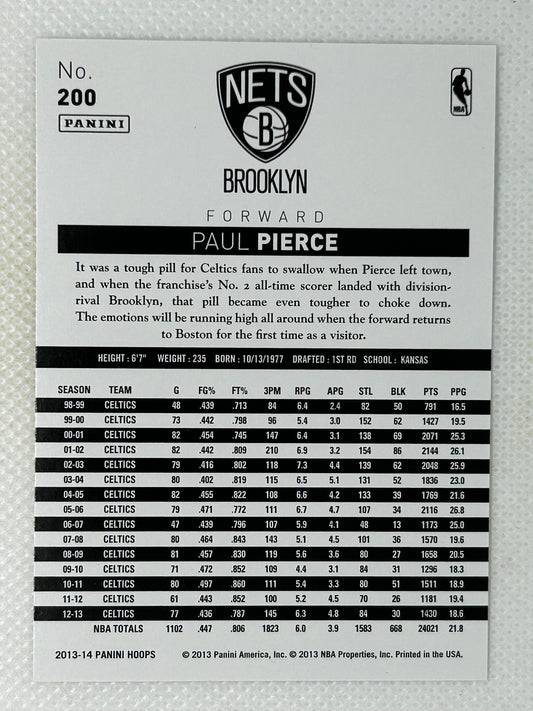 No.
200
PANINI
NETS
B
BROOKLYN
NBA
FORWARD
PAUL PIERCE
It was a tough pill for Celtics fans to swallow when Pierce left town,
and when the franchise's No. 2 all-time scorer landed with division-
rival Brooklyn, that pill became even tougher to choke down.
The emotions will be running high all around when the forward returns
to Boston for the first time as a visitor.
HEIGHT : 6'7" WEIGHT : 235 BORN : 10/13/1977 DRAFTED : 1ST RD SCHOOL : KANSAS
SEASON TEAM G FG% FT% 3PM RPG APG STL BLK PTS PPG
98-99 CELTICS 48 .439 .713 84 6.4 2.4 82 50 791 16.5
99-00 CELTICS 73 .442 .798 96 5.4 3.0 152 62 1427 19.5
00-01 CELTICS 82 .454 .745 147 6.4 3.1 138 69 2071 25.3
01-02 CELTICS 82 .442 .809 210 6.9 3.2 154 86 2144 26.1
02-03 CELTICS 79 .416 .802 118 7.3 4.4 139 62 2048 25.9
03-04 CELTICS 80 .402 .819 115 6.5 5.1 131 52 1836 23.0
04-05 CELTICS 82 .455 .822 108 6.6 4.2 133 39 1769 21.6
05-06 CELTICS 79 .471 .772 111 6.7 4.7 107 34 2116 26.8
06-07 CELTICS 47 .439 .796 107 5.9 4.1 48 13 1173 25.0
07-08 CELTICS 80 .464 .843 143 5.1 4.5 101 36 1570 19.6
08-09 CELTICS 81 .457 .830 119 5.6 3.6 80 27 1658 20.5
09-10 CELTICS 71 .472 .852 109 4.4 3.1 84 31 1296 18.3
10-11 CELTICS 80 .497 .860 111 5.4 3.3 80 51 1511 18.9
11-12 CELTICS 61 .443 .852 100 5.2 4.5 70 26 1181 19.4
12-13 CELTICS 77 .436 .787 145 6.3 4.8 84 30 1430 18.6
NBA TOTALS 1102 .447 .806 1823 6.0 3.9 1583 668 24021 21.8
2013-14 PANINI HOOPS © 2013 Panini America, Inc. © 2013 NBA Properties, Inc. Printed in the USA.